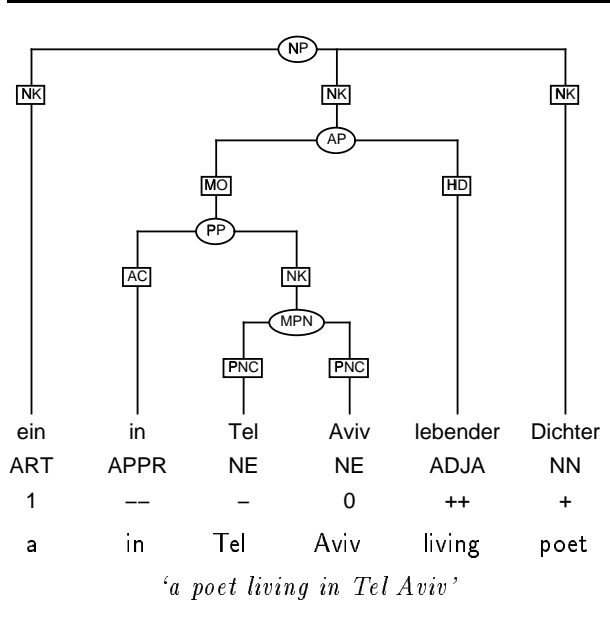 NP
NK NK NK
AP
MO HD
PP
AC NK
MPN
PNC PNC
ein in Tel Aviv lebender Dichter
ART APPR NE NE ADJA NN
1 −− − 0 ++ +
a in Tel Aviv living poet
‘a poet living in Tel Aviv’